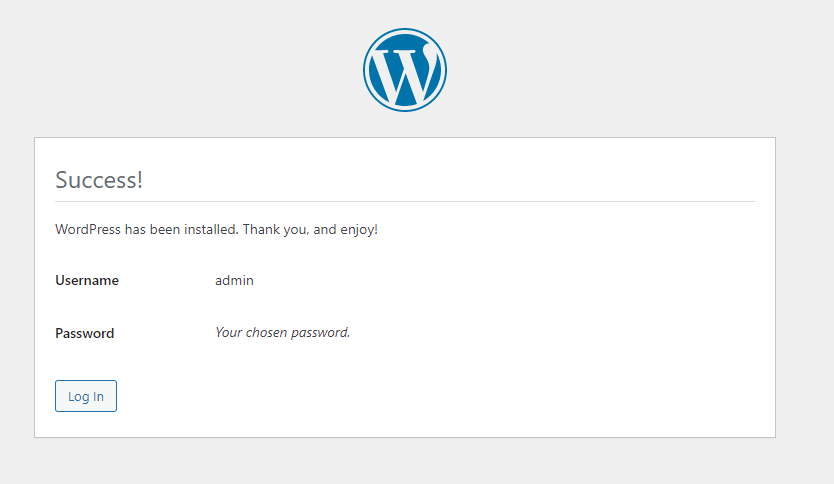 Success!
WordPress has been installed. Thank you, and enjoy!
Username admin
Password Your chosen password.
Log In